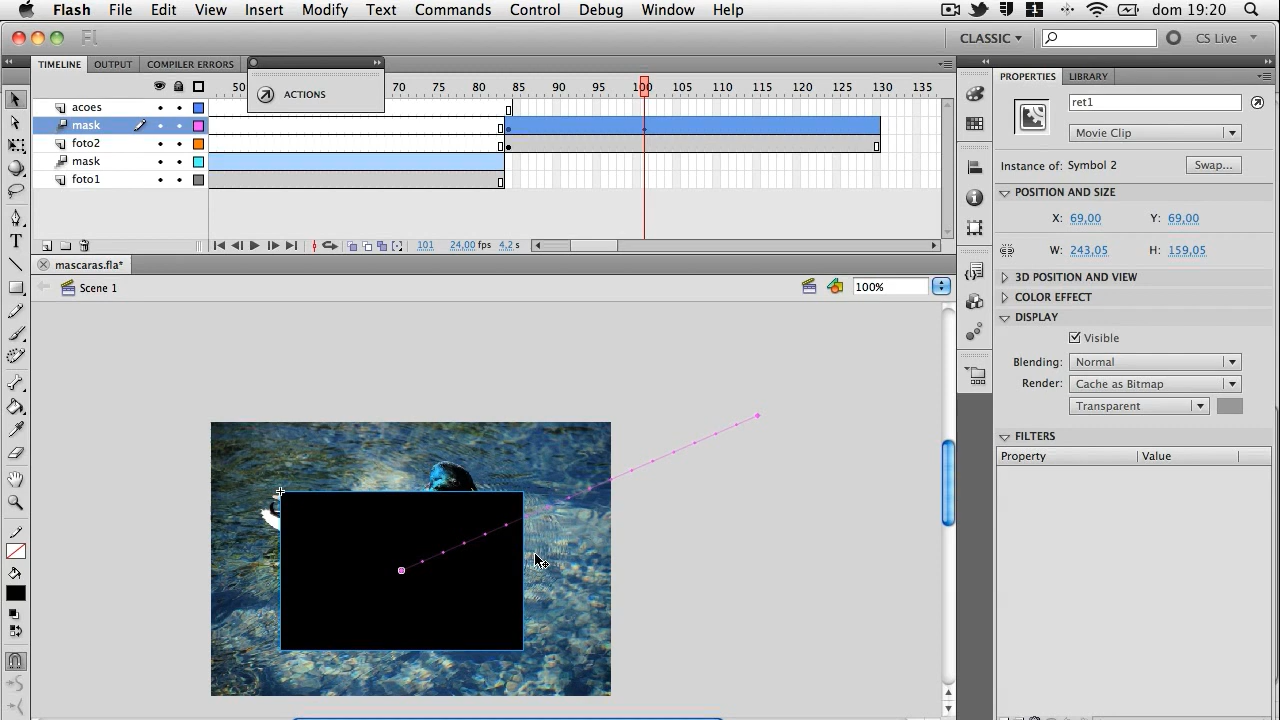 Flash File Edit View Insert Modify Text Commands Control Debug Window Help 1 dom 19:20
Fl CLASSIC CS Live
TIMELINE OUTPUT COMPILER ERRORS
ACTIONS
50 70 75 80 85 90 95 100 105 110 115 120 125 130 135
acoes
mask
foto2
mask
foto1
101 24,00 fps 4,2 s
mascaras.fla*
Scene 1 100%
PROPERTIES LIBRARY
ret1
Movie Clip
Instance of: Symbol 2 Swap...
POSITION AND SIZE
X: 69,00 Y: 69,00
W: 243,05 H: 159,05
3D POSITION AND VIEW
COLOR EFFECT
DISPLAY
Visible
Blending: Normal
Render: Cache as Bitmap
Transparent
FILTERS
Property Value
T